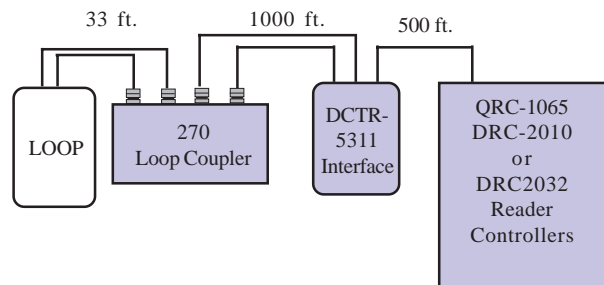 33 ft.
1000 ft.
500 ft.
LOOP
270
Loop Coupler
DCTR-
5311
Interface
QRC-1065
DRC-2010
or
DRC2032
Reader
Controllers